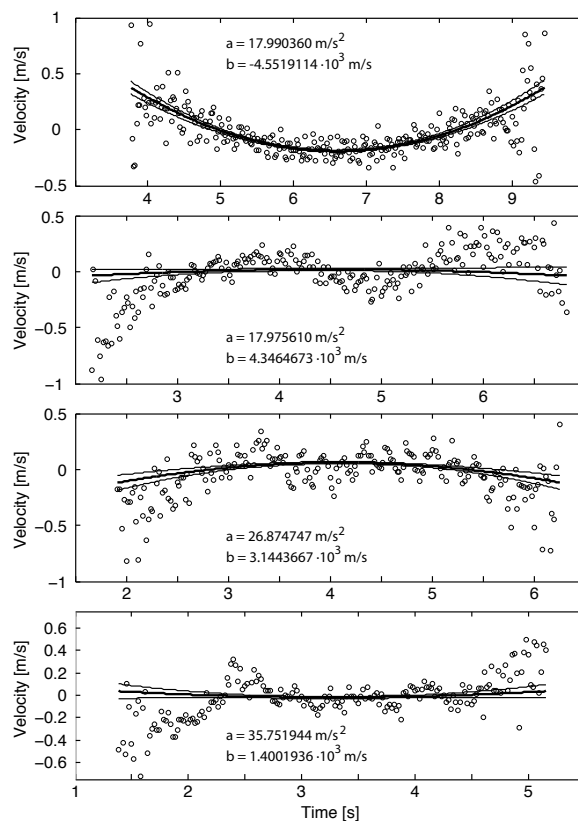 1
0.5
0
−0.5
Velocity [m/s]
a = 17.990360 m/s²
b = -4.5519114 ·10³ m/s
4 5 6 7 8 9
1
0.5
0
−0.5
−1
Velocity [m/s]
a = 17.975610 m/s²
b = 4.3464673 ·10³ m/s
3 4 5 6
0.5
0
−0.5
−1
Velocity [m/s]
a = 26.874747 m/s²
b = 3.1443667 ·10³ m/s
2 3 4 5 6
0.6
0.4
0.2
0
−0.2
−0.4
−0.6
Velocity [m/s]
a = 35.751944 m/s²
b = 1.4001936 ·10³ m/s
1 2 3 4 5
Time [s]